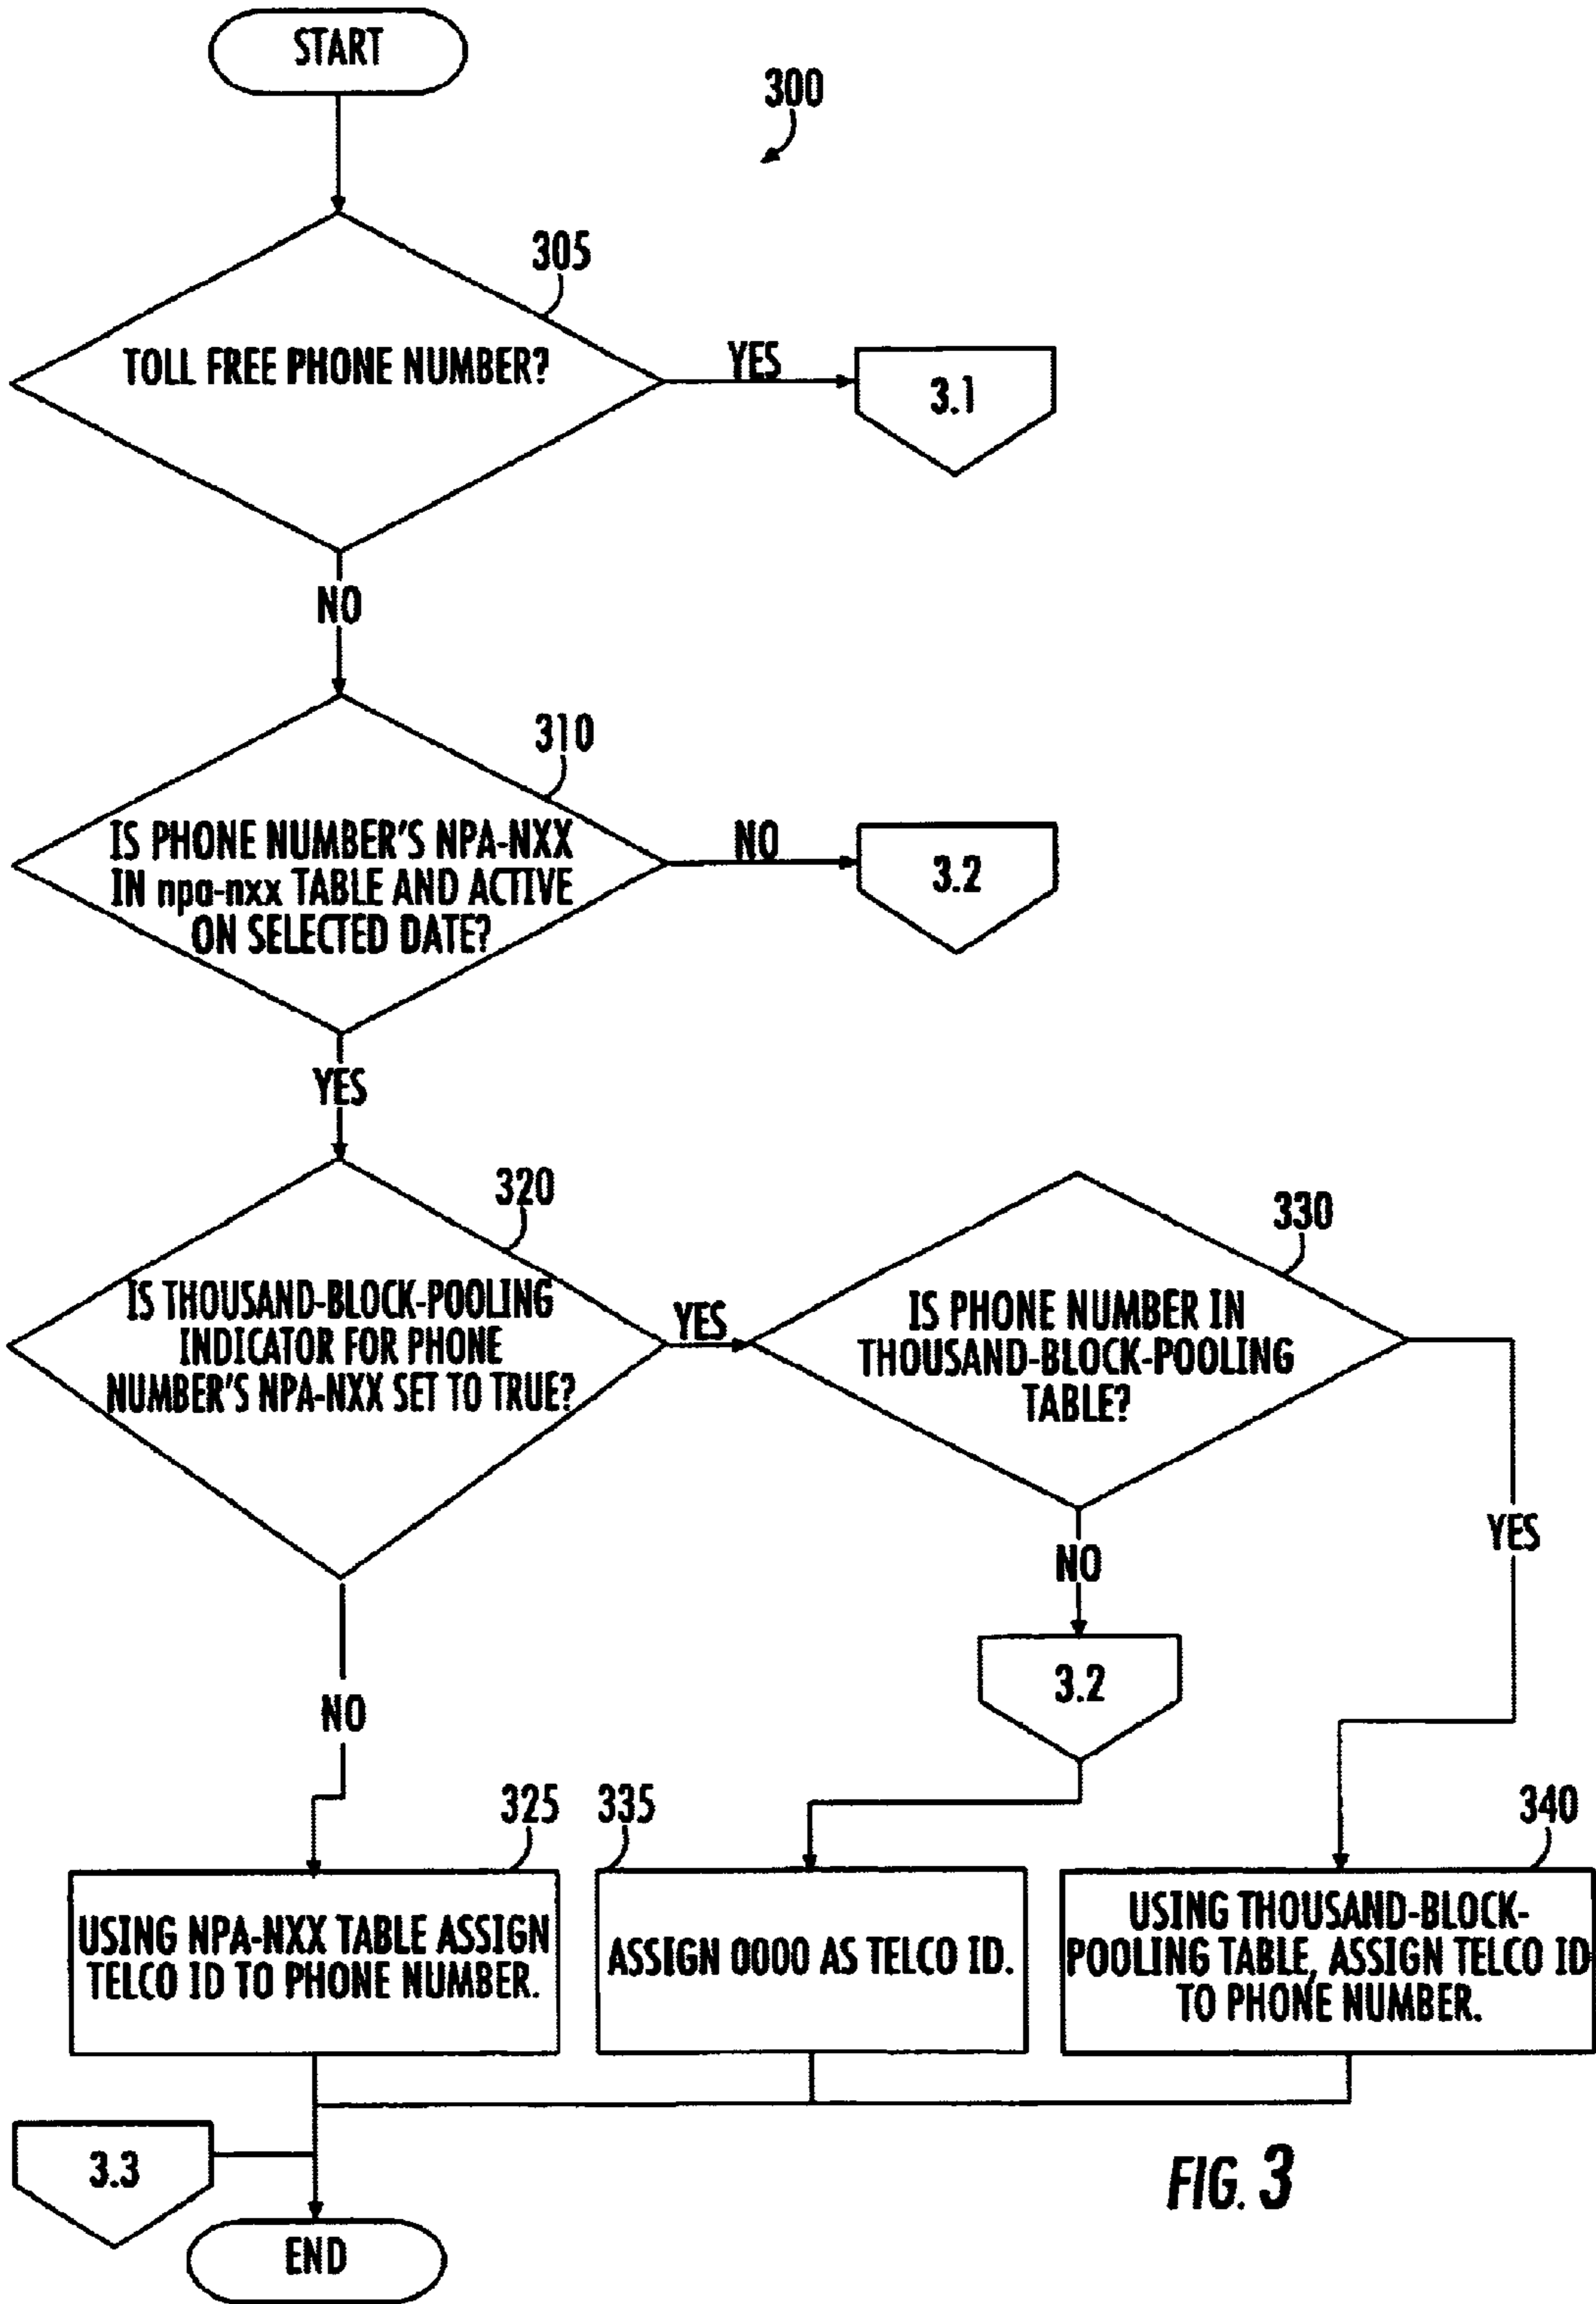 START
300
305
TOLL FREE PHONE NUMBER?
YES
3.1
NO
310
IS PHONE NUMBER'S NPA-NXX
IN npa-nxx TABLE AND ACTIVE
ON SELECTED DATE?
NO
3.2
YES
320
IS THOUSAND-BLOCK-POOLING
INDICATOR FOR PHONE
NUMBER'S NPA-NXX SET TO TRUE?
YES
330
IS PHONE NUMBER IN
THOUSAND-BLOCK-POOLING
TABLE?
YES
NO
3.2
NO
325
USING NPA-NXX TABLE ASSIGN
TELCO ID TO PHONE NUMBER.
335
ASSIGN 0000 AS TELCO ID.
340
USING THOUSAND-BLOCK-
POOLING TABLE, ASSIGN TELCO ID
TO PHONE NUMBER.
3.3
END
FIG. 3